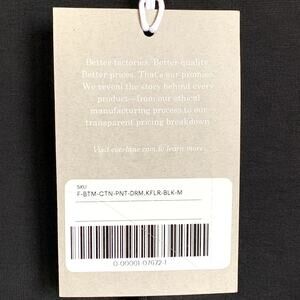 Better factories. Better quality.
Better prices. That's our promise.
We reveal the story behind every
product—from our ethical
manufacturing process to our
transparent pricing breakdown.
Visit everlane.com to learn more.
SKU
F-BTM-CTN-PNT-DRM.KFLR-BLK-M
0-00001-07672-1